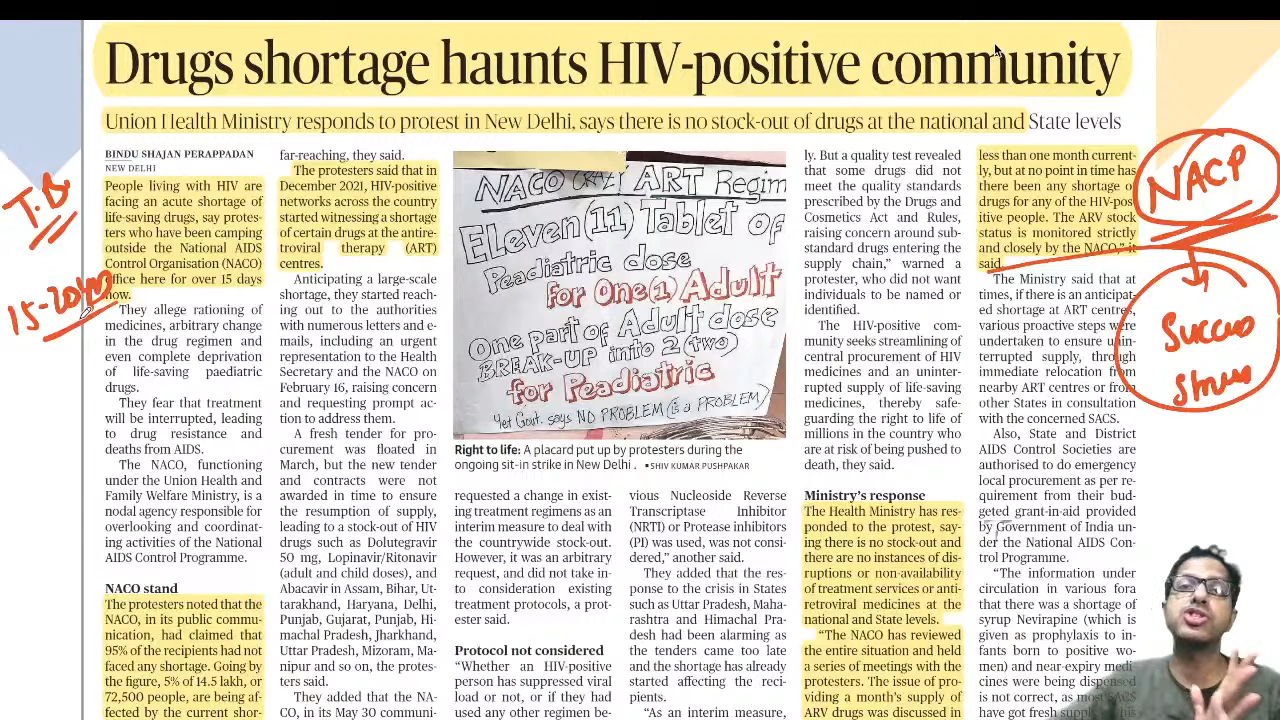 Drugs shortage haunts HIV-positive community
Union Health Ministry responds to protest in New Delhi, says there is no stock-out of drugs at the national and State levels
BINDU SHAJAN PERAPPADAN
NEW DELHI
People living with HIV are
facing an acute shortage of
life-saving drugs, say protes-
ters who have been camping
outside the National AIDS
Control Organisation (NACO)
office here for over 15 days
now.
They allege rationing of
medicines, arbitrary change
in the drug regimen and
even complete deprivation
of life-saving paediatric
drugs.
They fear that treatment
will be interrupted, leading
to drug resistance and
deaths from AIDS.
The NACO, functioning
under the Union Health and
Family Welfare Ministry, is a
nodal agency responsible for
overlooking and coordinat-
ing activities of the National
AIDS Control Programme.
NACO stand
The protesters noted that the
NACO, in its public commu-
nication, had claimed that
95% of the recipients had not
faced any shortage. Going by
the figure, 5% of 14.5 lakh, or
72,500 people, are being af-
fected by the current shor-
far-reaching, they said.
The protesters said that in
December 2021, HIV-positive
networks across the country
started witnessing a shortage
of certain drugs at the antire-
troviral therapy (ART)
centres.
Anticipating a large-scale
shortage, they started reach-
ing out to the authorities
with numerous letters and e-
mails, including an urgent
representation to the Health
Secretary and the NACO on
February 16, raising concern
and requesting prompt ac-
tion to address them.
A fresh tender for pro-
curement was floated in
March, but the new tender
and contracts were not
awarded in time to ensure
the resumption of supply,
leading to a stock-out of HIV
drugs such as Dolutegravir
50 mg, Lopinavir/Ritonavir
(adult and child doses), and
Abacavir in Assam, Bihar, Ut-
tarakhand, Haryana, Delhi,
Punjab, Gujarat, Punjab, Hi-
machal Pradesh, Jharkhand,
Uttar Pradesh, Mizoram, Ma-
nipur and so on, the protes-
ters said.
They added that the NA-
CO, in its May 30 communi-
NACO CRAZY ART Regim
Eleven (11) Tablet of
Peadiatric dose
for One(1) Adult
One part of Adult dose
BREAK-UP into 2 (two)
for Peadiatric
Yet Govt. says NO PROBLEM (is a PROBLEM)
Right to life: A placard put up by protesters during the
ongoing sit-in strike in New Delhi. ▪ SHIV KUMAR PUSHPAKAR
requested a change in exist-
ing treatment regimens as an
interim measure to deal with
the countrywide stock-out.
However, it was an arbitrary
request, and did not take in-
to consideration existing
treatment protocols, a prot-
ester said.
Protocol not considered
“Whether an HIV-positive
person has suppressed viral
load or not, or if they had
used any other regimen be-
vious Nucleoside Reverse
Transcriptase Inhibitor
(NRTI) or Protease inhibitors
(PI) was used, was not consi-
dered,” another said.
They added that the res-
ponse to the crisis in States
such as Uttar Pradesh, Maha-
rashtra and Himachal Pra-
desh had been alarming as
the tenders came too late
and the shortage has already
started affecting the reci-
pients.
“As an interim measure,
ly. But a quality test revealed
that some drugs did not
meet the quality standards
prescribed by the Drugs and
Cosmetics Act and Rules,
raising concern around sub-
standard drugs entering the
supply chain,” warned a
protester, who did not want
individuals to be named or
identified.
The HIV-positive com-
munity seeks streamlining of
central procurement of HIV
medicines and an uninter-
rupted supply of life-saving
medicines, thereby safe-
guarding the right to life of
millions in the country who
are at risk of being pushed to
death, they said.
Ministry’s response
The Health Ministry has res-
ponded to the protest, say-
ing there is no stock-out and
there are no instances of dis-
ruptions or non-availability
of treatment services or anti-
retroviral medicines at the
national and State levels.
“The NACO has reviewed
the entire situation and held
a series of meetings with the
protesters. The issue of pro-
viding a month’s supply of
ARV drugs was discussed in
less than one month current-
ly, but at no point in time has
there been any shortage o
drugs for any of the HIV-pos-
itive people. The ARV stock
status is monitored strictly
and closely by the NACO,” it
said.
The Ministry said that at
times, if there is an anticipat-
ed shortage at ART centres,
various proactive steps were
undertaken to ensure unin-
terrupted supply, through
immediate relocation from
nearby ART centres or from
other States in consultation
with the concerned SACS.
Also, State and District
AIDS Control Societies are
authorised to do emergency
local procurement as per re-
quirement from their bud-
geted grant-in-aid provided
by Government of India un-
der the National AIDS Con-
trol Programme.
“The information under
circulation in various fora
that there was a shortage of
syrup Nevirapine (which is
given as prophylaxis to in-
fants born to positive wo-
men) and near-expiry medi
cines were being dispensed
is not correct, as most SACS
have got fresh
T.B
15-20
NACP